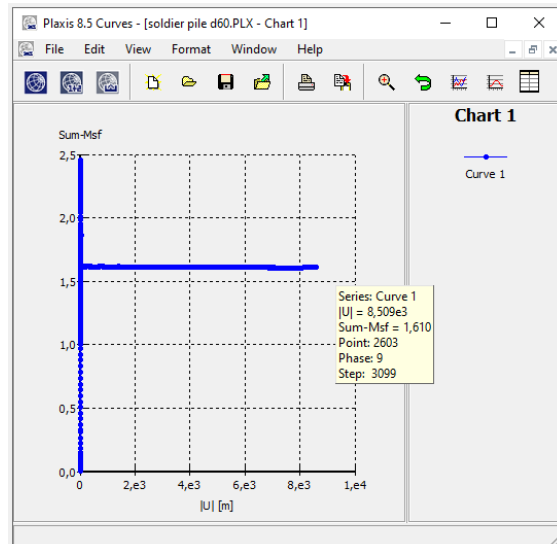 Plaxis 8.5 Curves - [soldier pile d60.PLX - Chart 1]
File Edit View Format Window Help
Chart 1
Curve 1
Sum-Msf
2,5
2,0
1,5
1,0
0,5
0,0
0 2,e3 4,e3 6,e3 8,e3 1,e4
|U| [m]
Series: Curve 1
|U| = 8,509e3
Sum-Msf = 1,610
Point: 2603
Phase: 9
Step: 3099